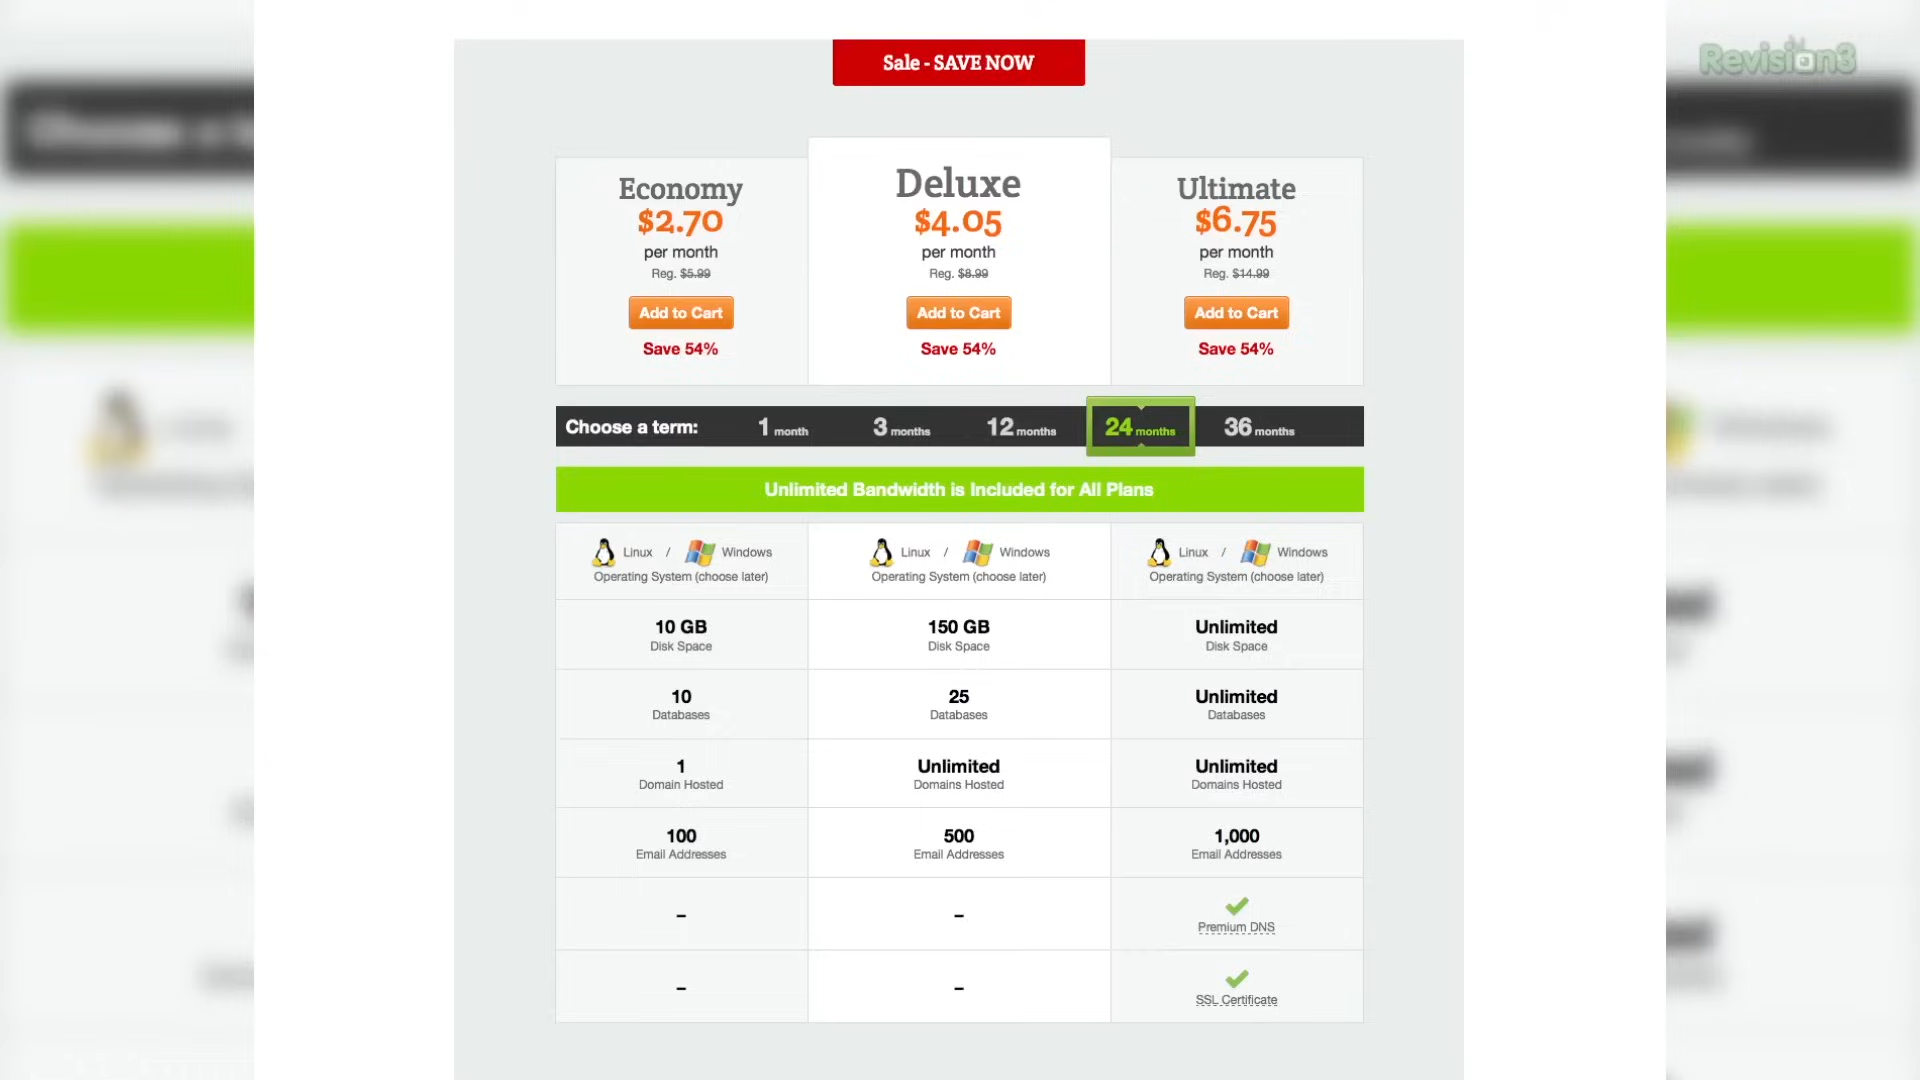 Revision3
Sale - SAVE NOW
Economy
$2.70
per month
Reg. $5.99
Add to Cart
Save 54%
Deluxe
$4.05
per month
Reg. $8.99
Add to Cart
Save 54%
Ultimate
$6.75
per month
Reg. $14.99
Add to Cart
Save 54%
Choose a term: 1 month 3 months 12 months 24 months 36 months
Unlimited Bandwidth is Included for All Plans
Linux / Windows
Operating System (choose later)
Linux / Windows
Operating System (choose later)
Linux / Windows
Operating System (choose later)
10 GB
Disk Space
150 GB
Disk Space
Unlimited
Disk Space
10
Databases
25
Databases
Unlimited
Databases
1
Domain Hosted
Unlimited
Domains Hosted
Unlimited
Domains Hosted
100
Email Addresses
500
Email Addresses
1,000
Email Addresses
–
–
Premium DNS
–
–
SSL Certificate